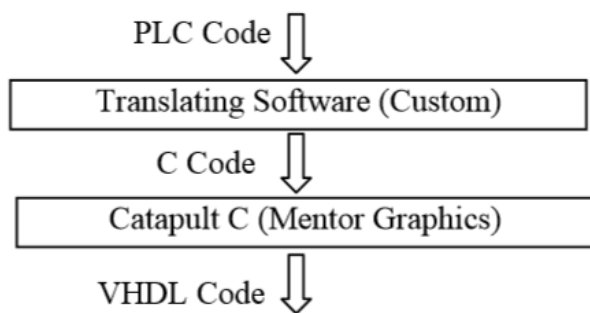 PLC Code
Translating Software (Custom)
C Code
Catapult C (Mentor Graphics)
VHDL Code